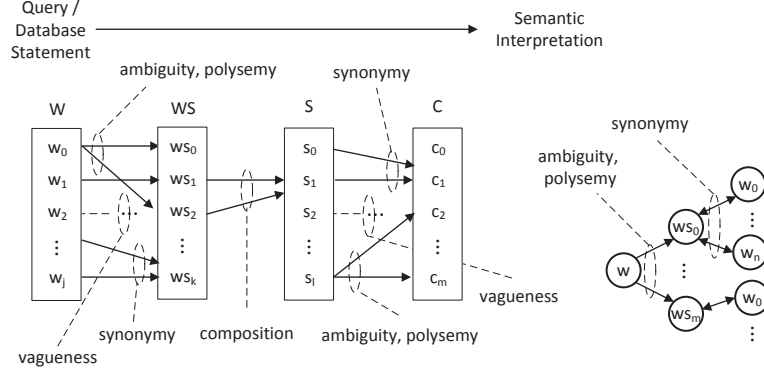 Query /
Database
Statement
Semantic
Interpretation
ambiguity, polysemy
synonymy
W
WS
S
C
w0
ws0
s0
c0
w1
ws1
s1
c1
w2
...
ws2
s2
...
c2
⋮
⋮
⋮
⋮
wj
wsk
sl
cm
vagueness
synonymy
composition
ambiguity, polysemy
vagueness
synonymy
ambiguity,
polysemy
w0
⋮
ws0
wn
w
⋮
wsm
w0
⋮